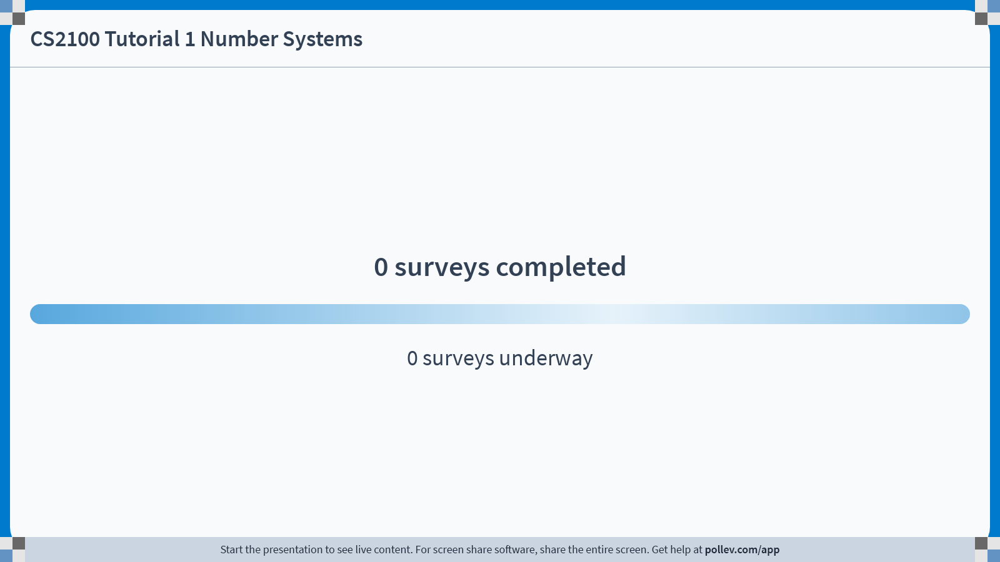 CS2100 Tutorial 1 Number Systems
0 surveys completed
0 surveys underway
Start the presentation to see live content. For screen share software, share the entire screen. Get help at pollev.com/app